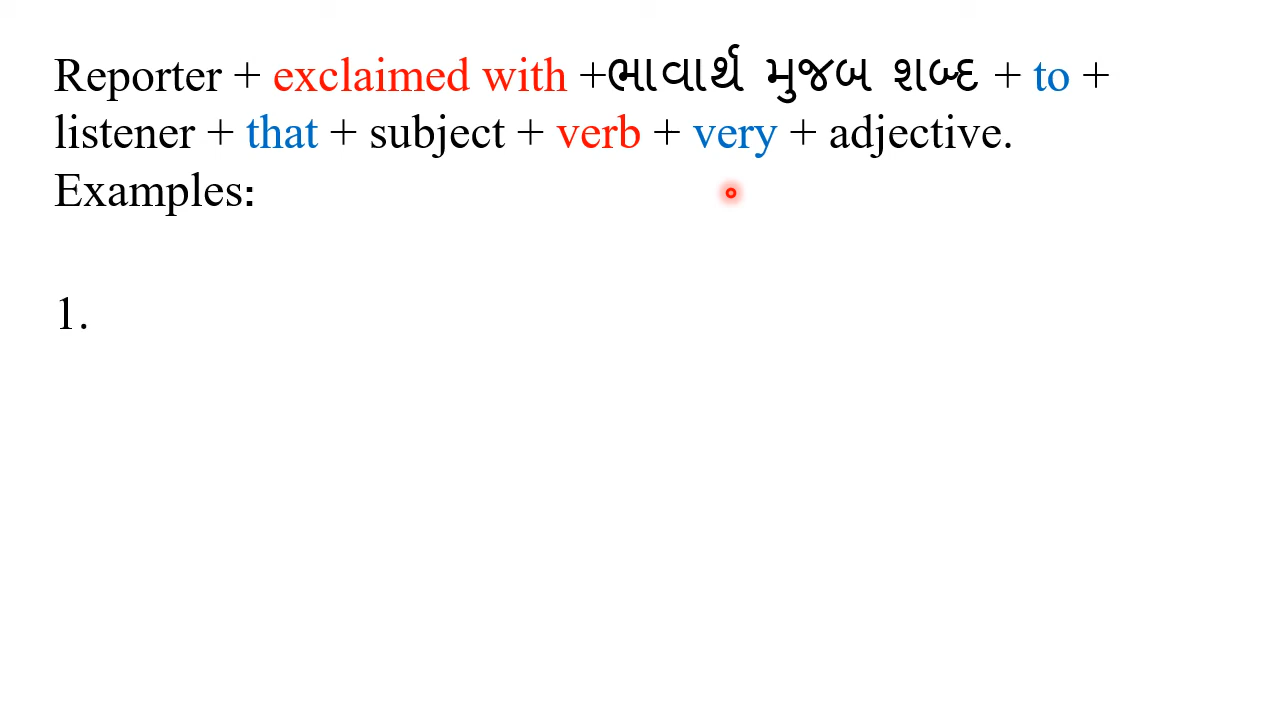 Reporter + exclaimed with +ભાવાર્થ મુજબ શબ્દ + to +
listener + that + subject + verb + very + adjective.
Examples:
1.